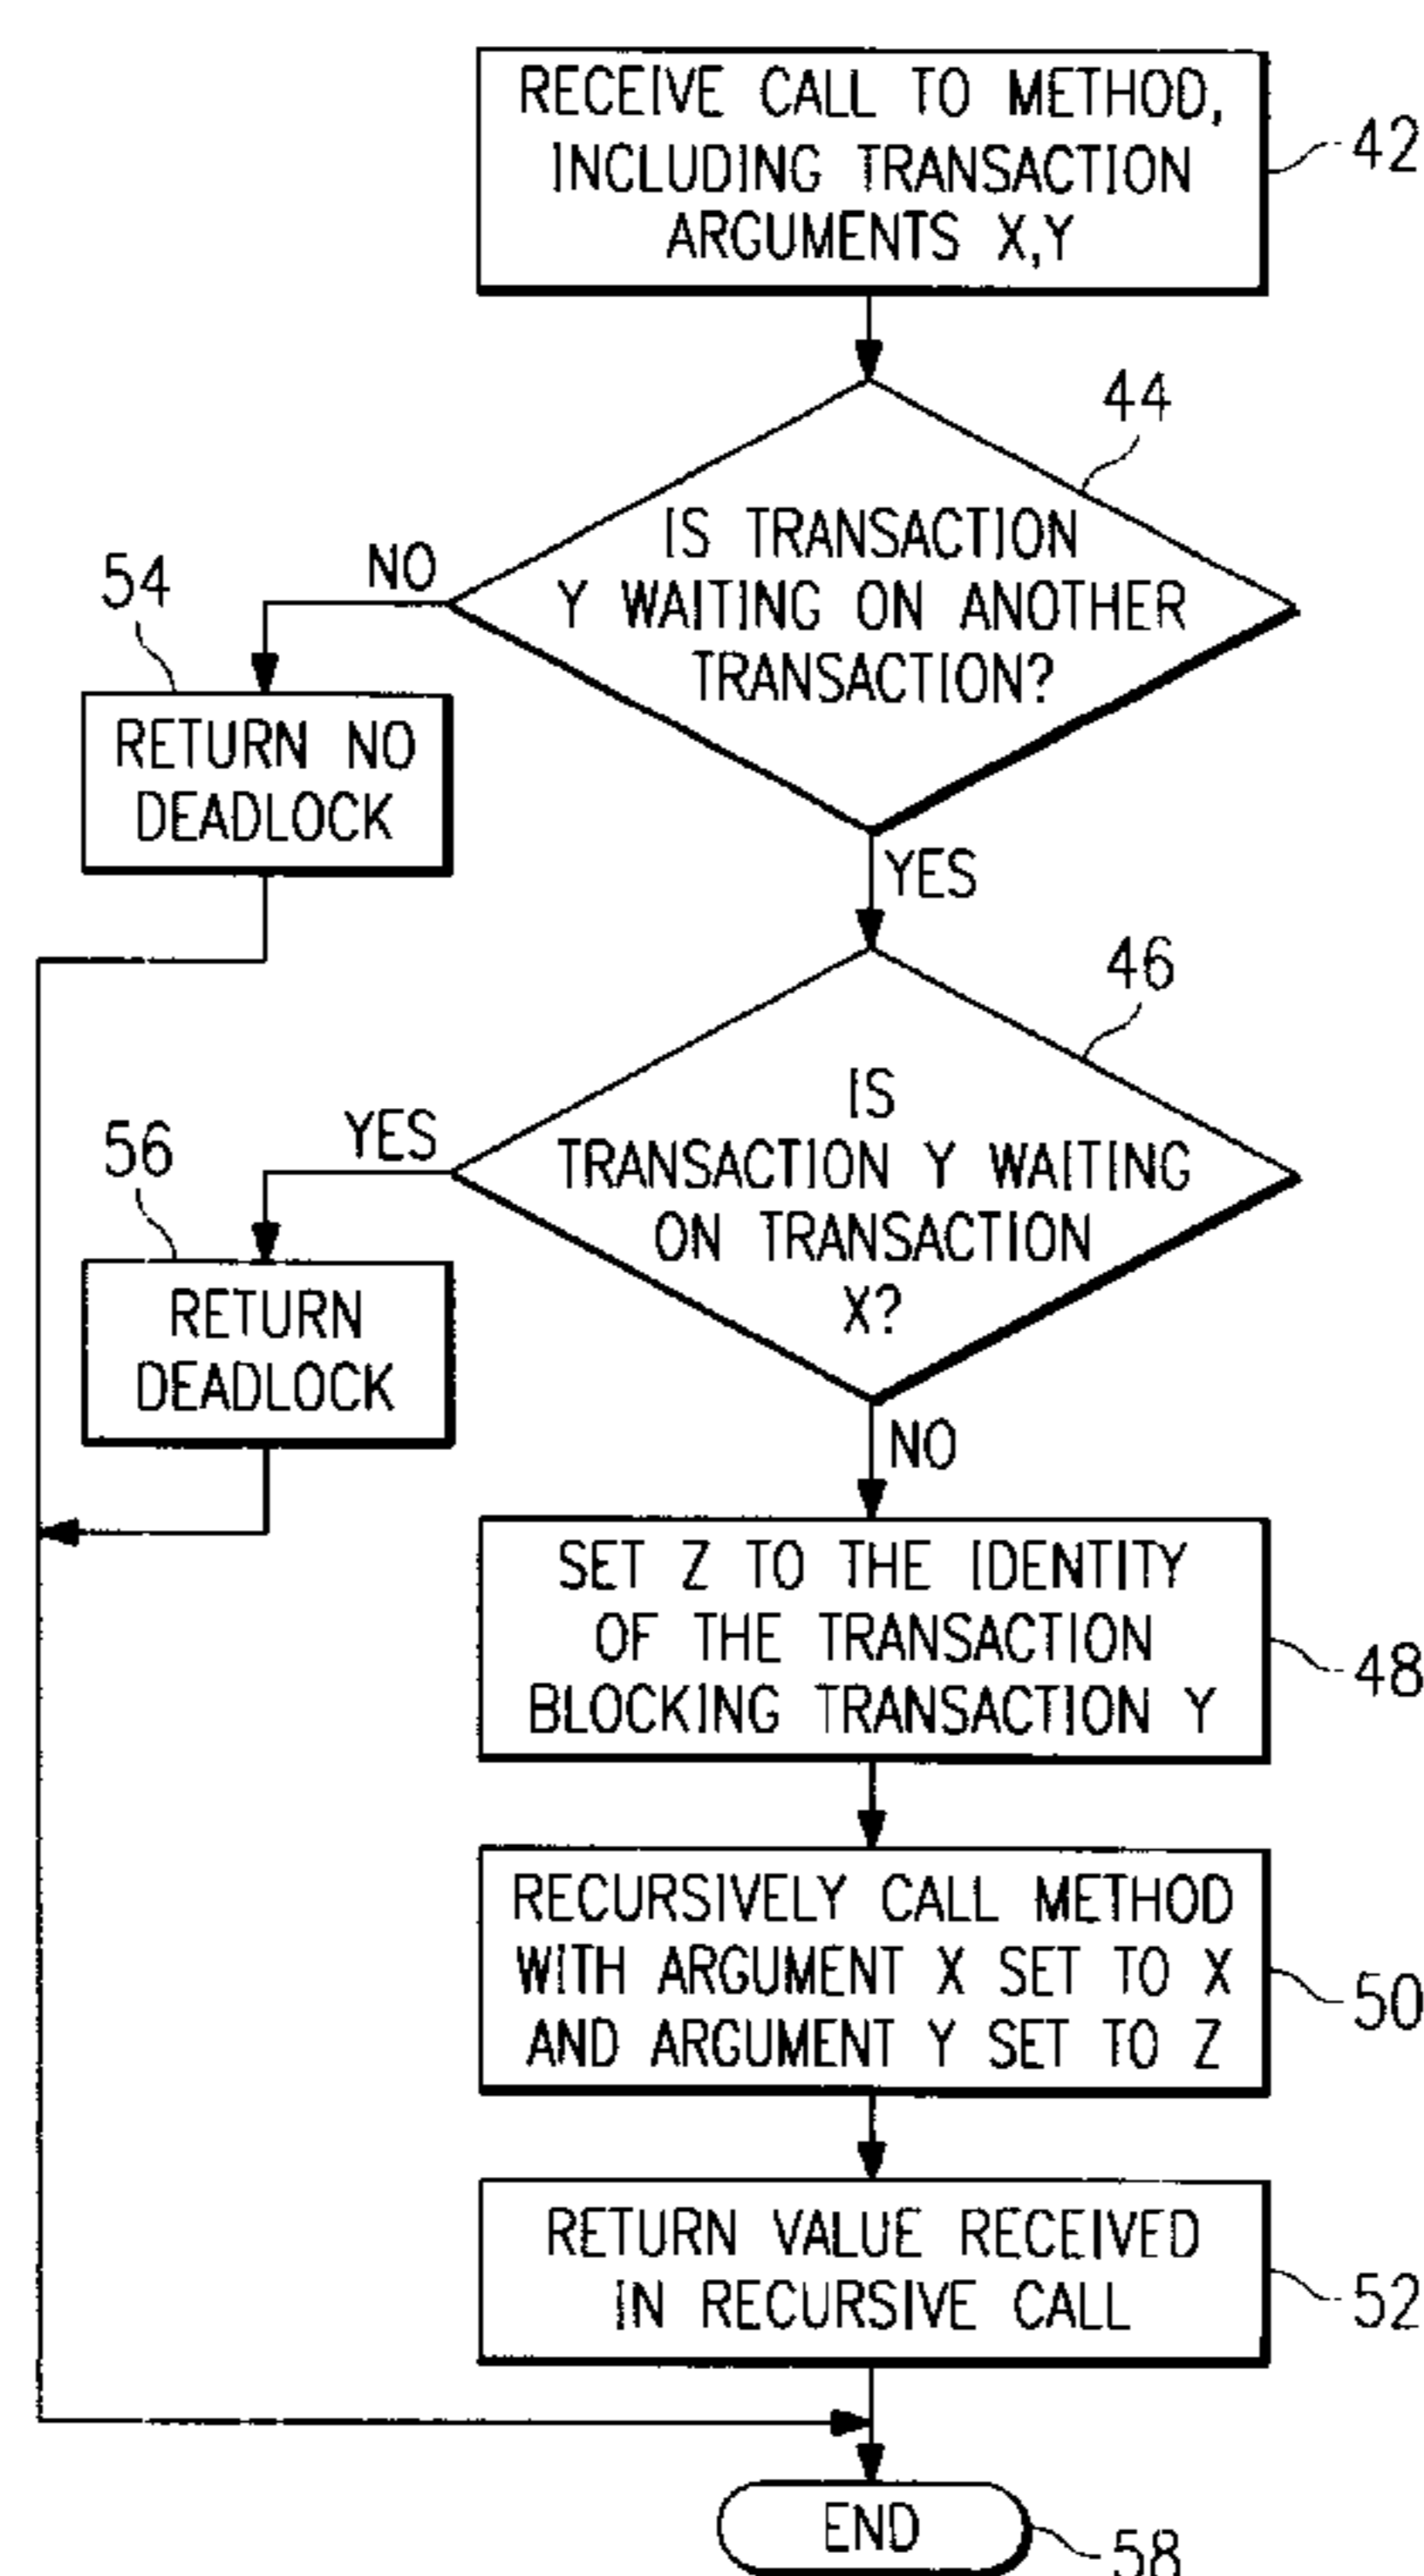 RECEIVE CALL TO METHOD,
INCLUDING TRANSACTION
ARGUMENTS X,Y
42
44
IS TRANSACTION
Y WAITING ON ANOTHER
TRANSACTION?
NO
54
RETURN NO
DEADLOCK
YES
46
IS
TRANSACTION Y WAITING
ON TRANSACTION
X?
YES
56
RETURN
DEADLOCK
NO
SET Z TO THE IDENTITY
OF THE TRANSACTION
BLOCKING TRANSACTION Y
48
RECURSIVELY CALL METHOD
WITH ARGUMENT X SET TO X
AND ARGUMENT Y SET TO Z
50
RETURN VALUE RECEIVED
IN RECURSIVE CALL
52
END
58